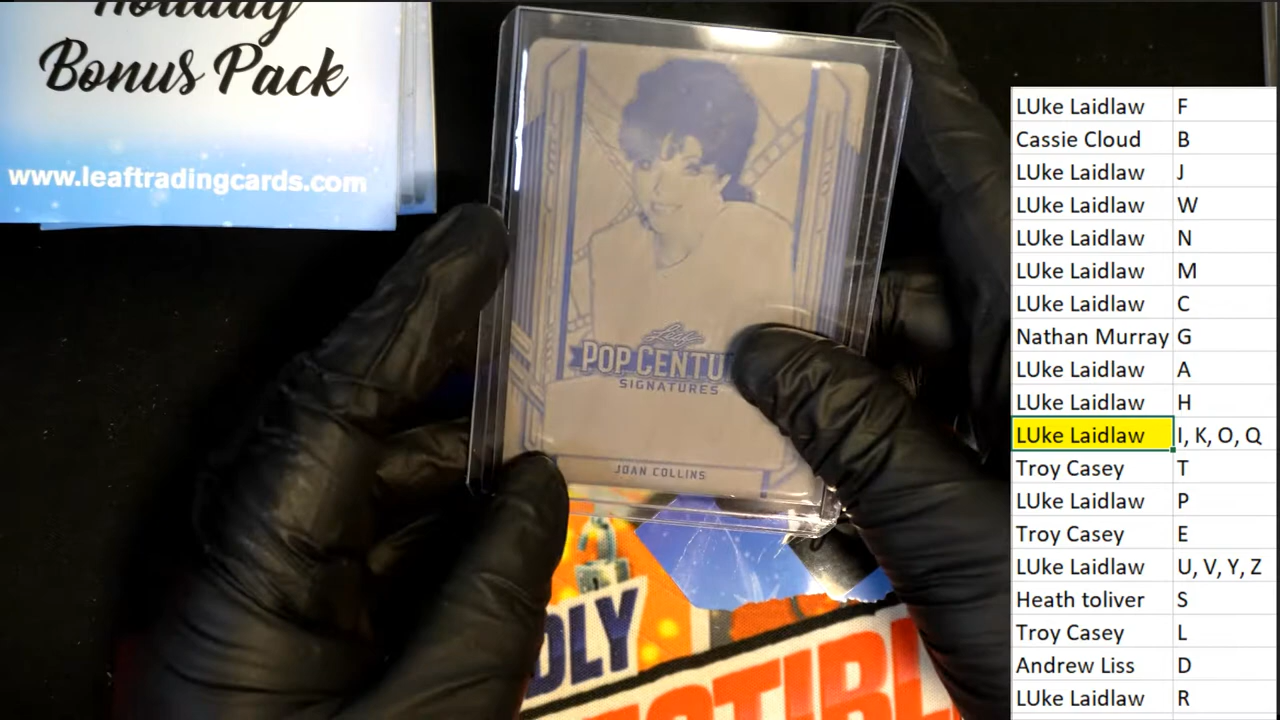 Holiday
Bonus Pack
www.leaftradingcards.com
Leaf
POP CENTU
SIGNATURES
JOAN COLLINS
OLY
LUke Laidlaw F
Cassie Cloud B
LUke Laidlaw J
LUke Laidlaw W
LUke Laidlaw N
LUke Laidlaw M
LUke Laidlaw C
Nathan Murray G
LUke Laidlaw A
LUke Laidlaw H
LUke Laidlaw I, K, O, Q
Troy Casey T
LUke Laidlaw P
Troy Casey E
LUke Laidlaw U, V, Y, Z
Heath toliver S
Troy Casey L
Andrew Liss D
LUke Laidlaw R